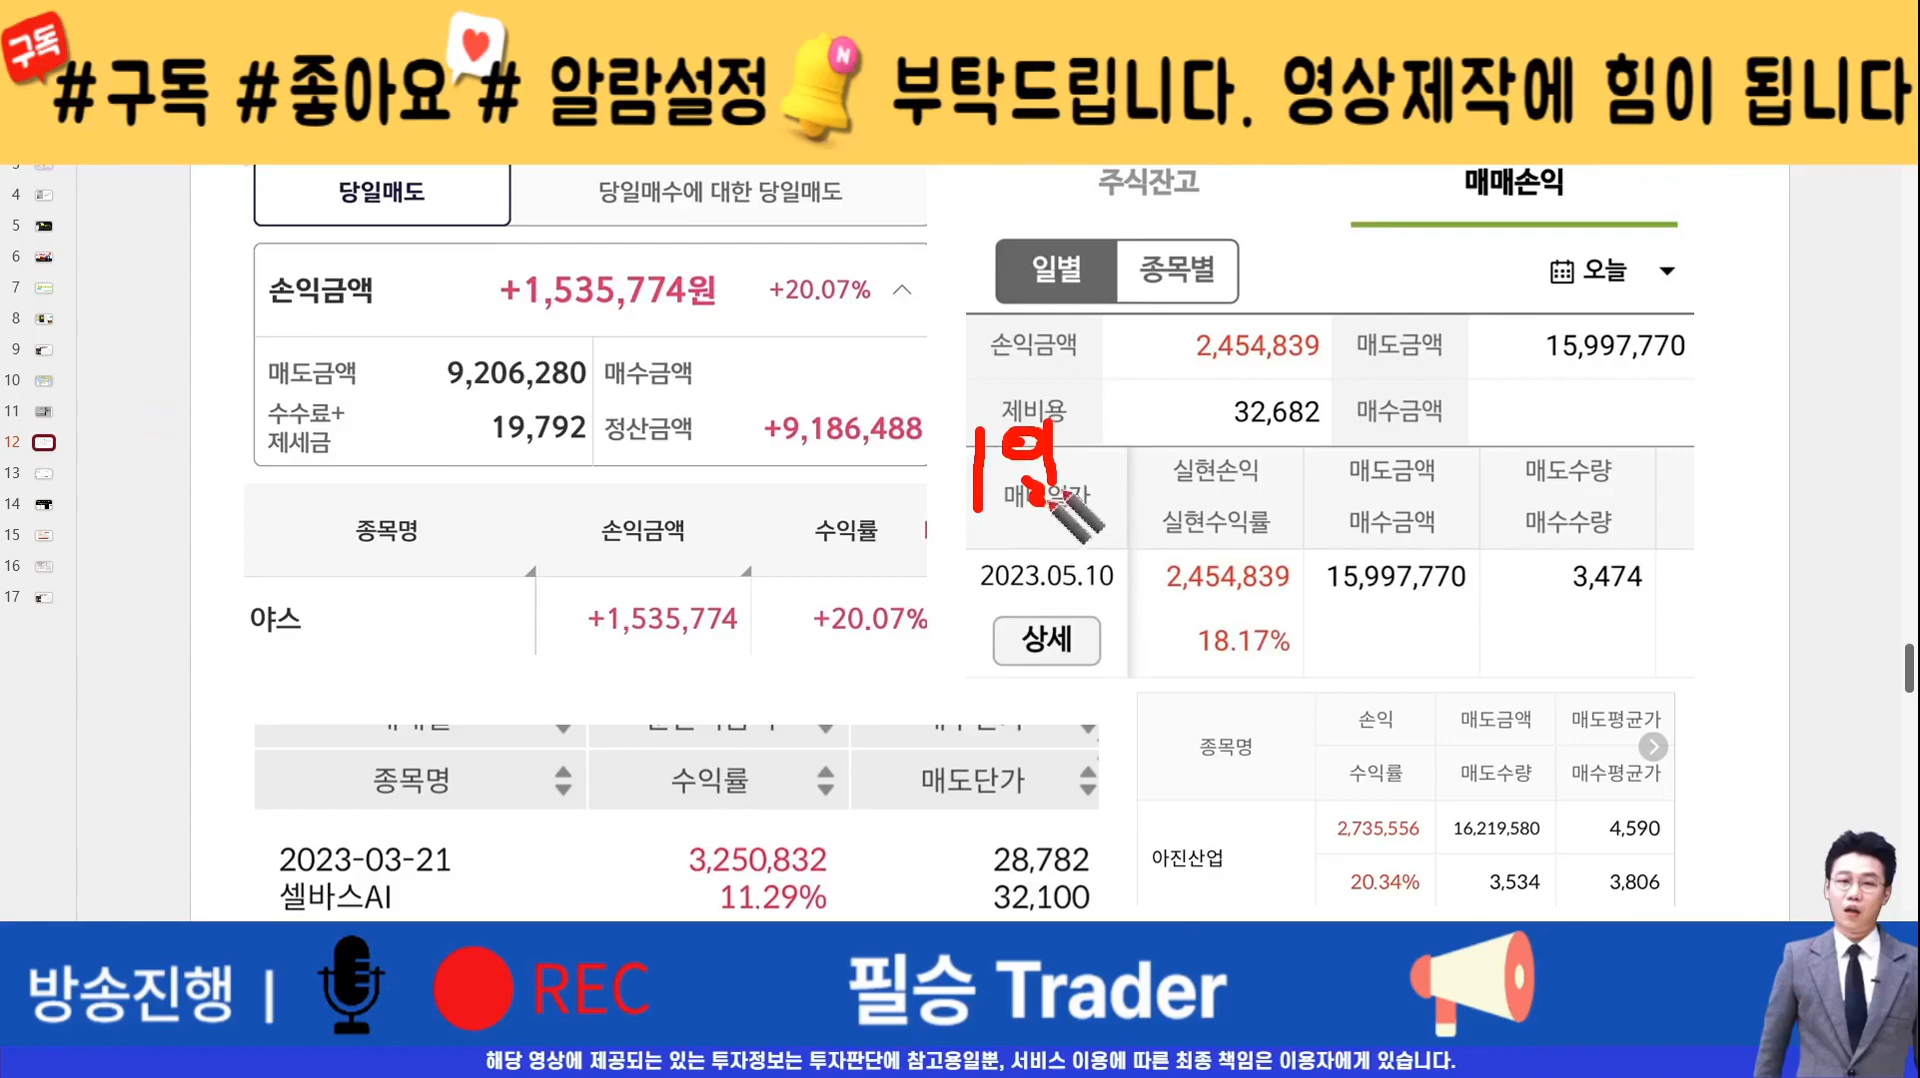 구독
#구독 #좋아요 # 알람설정 N 부탁드립니다. 영상제작에 힘이 됩니다
3
4
5
6
7
8
9
10
11
12
13
14
15
16
17
당일매도 당일매수에 대한 당일매도
손익금액 +1,535,774원 +20.07%
매도금액 9,206,280 매수금액
수수료+
제세금 19,792 정산금액 +9,186,488
종목명 손익금액 수익률
야스 +1,535,774 +20.07%
주식잔고 매매손익
일별 종목별 오늘
손익금액 2,454,839 매도금액 15,997,770
제비용 32,682 매수금액
실현손익 매도금액 매도수량
실현수익률 매수금액 매수수량
2023.05.10 2,454,839 15,997,770 3,474
상세 18.17%
종목명 수익률 매도단가
2023-03-21 3,250,832 28,782
셀바스AI 11.29% 32,100
종목명
손익 매도금액 매도평균가
수익률 매도수량 매수평균가
아진산업
2,735,556 16,219,580 4,590
20.34% 3,534 3,806
방송진행 | REC 필승 Trader
해당 영상에 제공되는 있는 투자정보는 투자판단에 참고용일뿐, 서비스 이용에 따른 최종 책임은 이용자에게 있습니다.